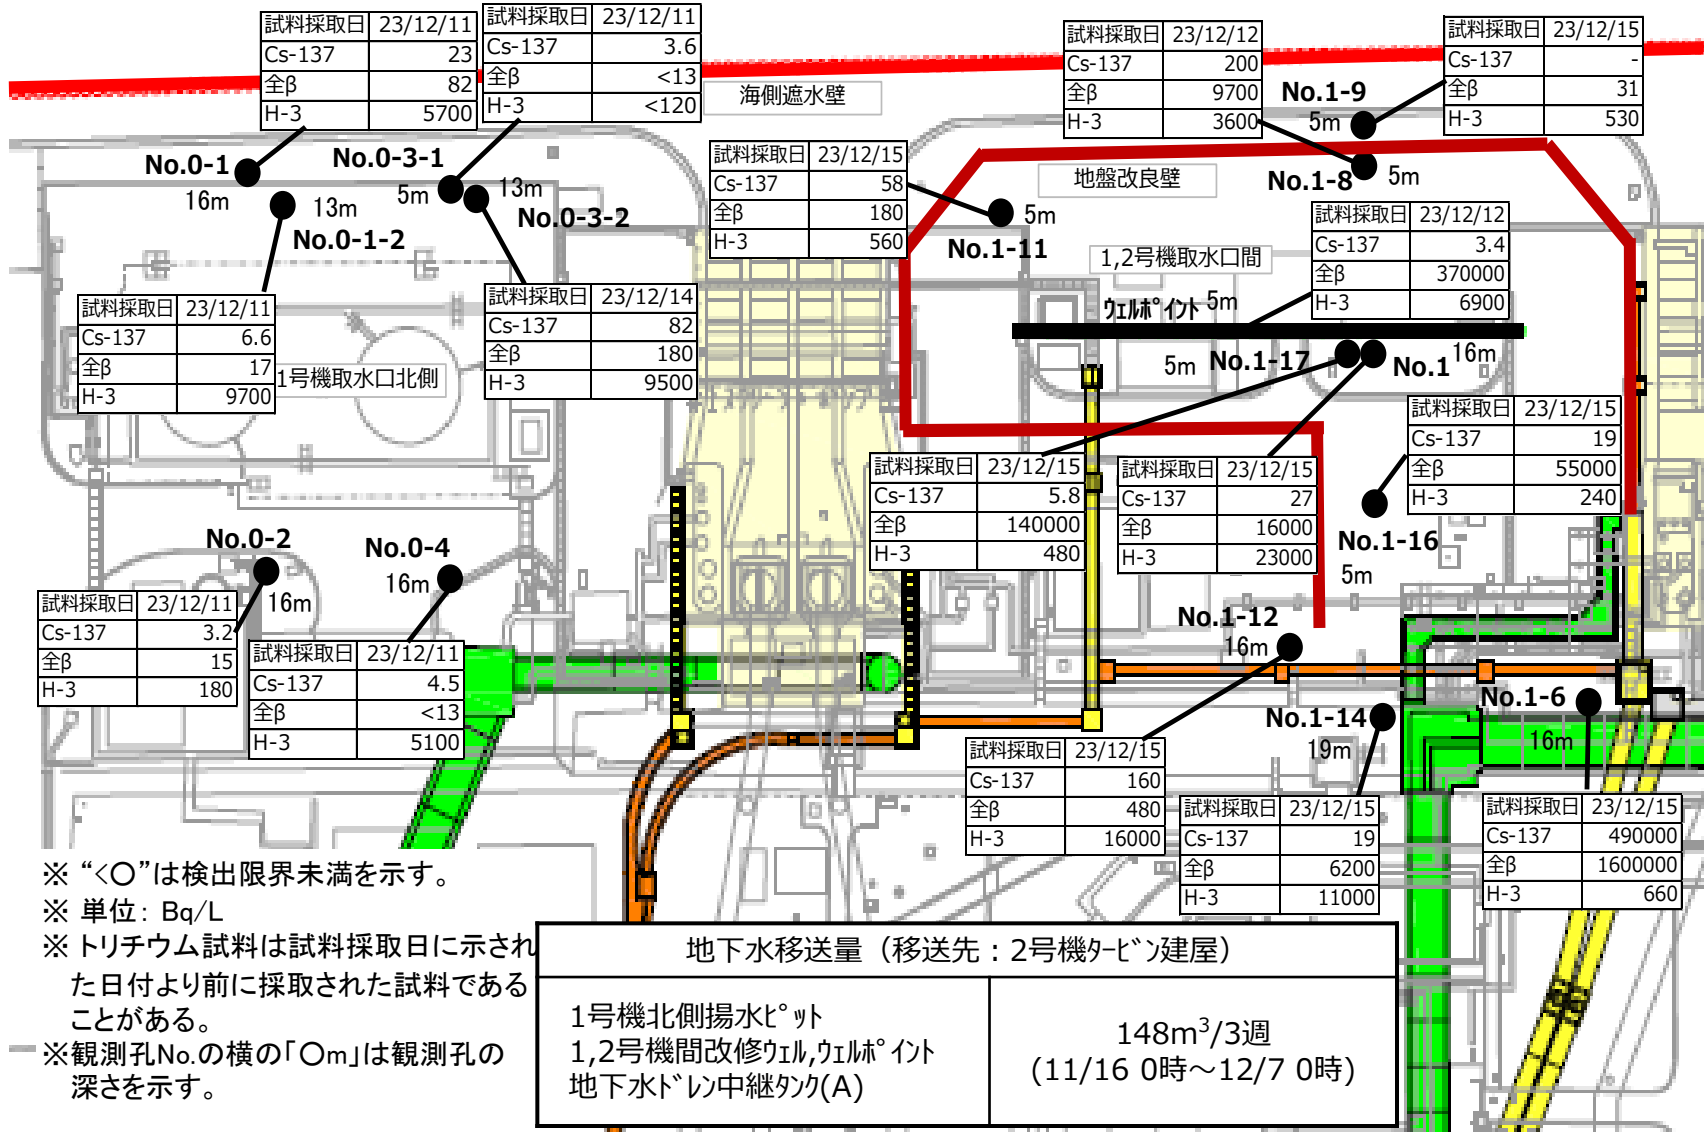 試料採取日 23/12/11
Cs-137 23
全β 82
H-3 5700
試料採取日 23/12/11
Cs-137 3.6
全β <13
H-3 <120
海側遮水壁
試料採取日 23/12/12
Cs-137 200
全β 9700
H-3 3600
試料採取日 23/12/15
Cs-137 -
全β 31
H-3 530
No.1-9
5m
No.0-1
16m
No.0-3-1
5m
13m
No.0-3-2
13m
No.0-1-2
試料採取日 23/12/15
Cs-137 58
全β 180
H-3 560
5m
No.1-11
地盤改良壁
No.1-8 5m
試料採取日 23/12/12
Cs-137 3.4
全β 370000
H-3 6900
1,2号機取水口間
ウェルポイント 5m
試料採取日 23/12/11
Cs-137 6.6
全β 17
H-3 9700
1号機取水口北側
試料採取日 23/12/14
Cs-137 82
全β 180
H-3 9500
5m No.1-17
No.1 16m
試料採取日 23/12/15
Cs-137 19
全β 55000
H-3 240
試料採取日 23/12/15
Cs-137 5.8
全β 140000
H-3 480
試料採取日 23/12/15
Cs-137 27
全β 16000
H-3 23000
No.1-16
5m
No.0-2
16m
No.0-4
16m
試料採取日 23/12/11
Cs-137 3.2
全β 15
H-3 180
試料採取日 23/12/11
Cs-137 4.5
全β <13
H-3 5100
No.1-12
16m
No.1-14
19m
No.1-6
16m
試料採取日 23/12/15
Cs-137 160
全β 480
H-3 16000
試料採取日 23/12/15
Cs-137 19
全β 6200
H-3 11000
試料採取日 23/12/15
Cs-137 490000
全β 1600000
H-3 660
※ “<〇”は検出限界未満を示す。
※ 単位: Bq/L
※ トリチウム試料は試料採取日に示され
た日付より前に採取された試料である
ことがある。
※観測孔No.の横の「〇m」は観測孔の
深さを示す。
地下水移送量（移送先：2号機タービン建屋）
1号機北側揚水ピット
1,2号機間改修ウェル,ウェルポイント
地下水ドレン中継タンク(A)
148m³/3週
(11/16 0時～12/7 0時)